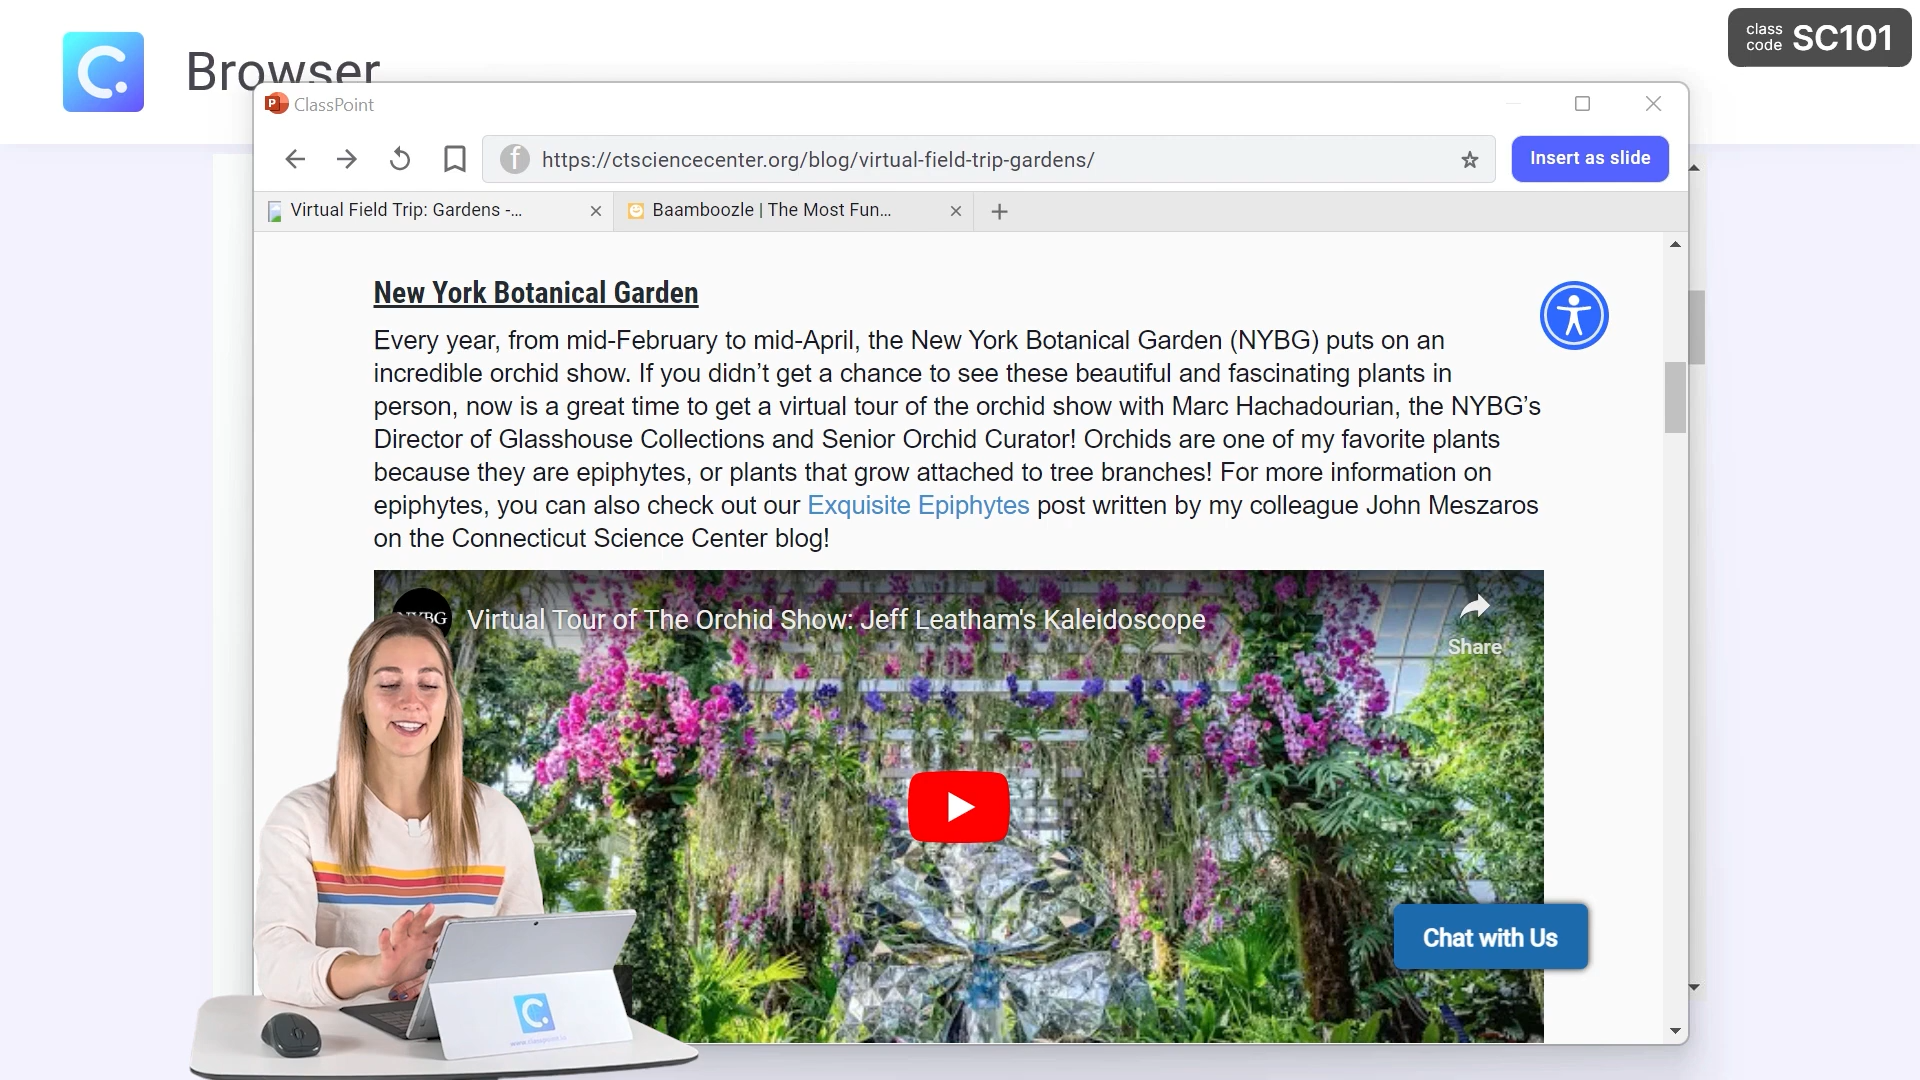 Browser
class
code
SC101
ClassPoint
https://ctsciencecenter.org/blog/virtual-field-trip-gardens/
Insert as slide
Virtual Field Trip: Gardens -...
Baamboozle | The Most Fun...
New York Botanical Garden
Every year, from mid-February to mid-April, the New York Botanical Garden (NYBG) puts on an
incredible orchid show. If you didn’t get a chance to see these beautiful and fascinating plants in
person, now is a great time to get a virtual tour of the orchid show with Marc Hachadourian, the NYBG’s
Director of Glasshouse Collections and Senior Orchid Curator! Orchids are one of my favorite plants
because they are epiphytes, or plants that grow attached to tree branches! For more information on
epiphytes, you can also check out our Exquisite Epiphytes post written by my colleague John Meszaros
on the Connecticut Science Center blog!
NYBG
Virtual Tour of The Orchid Show: Jeff Leatham's Kaleidoscope
Share
Chat with Us